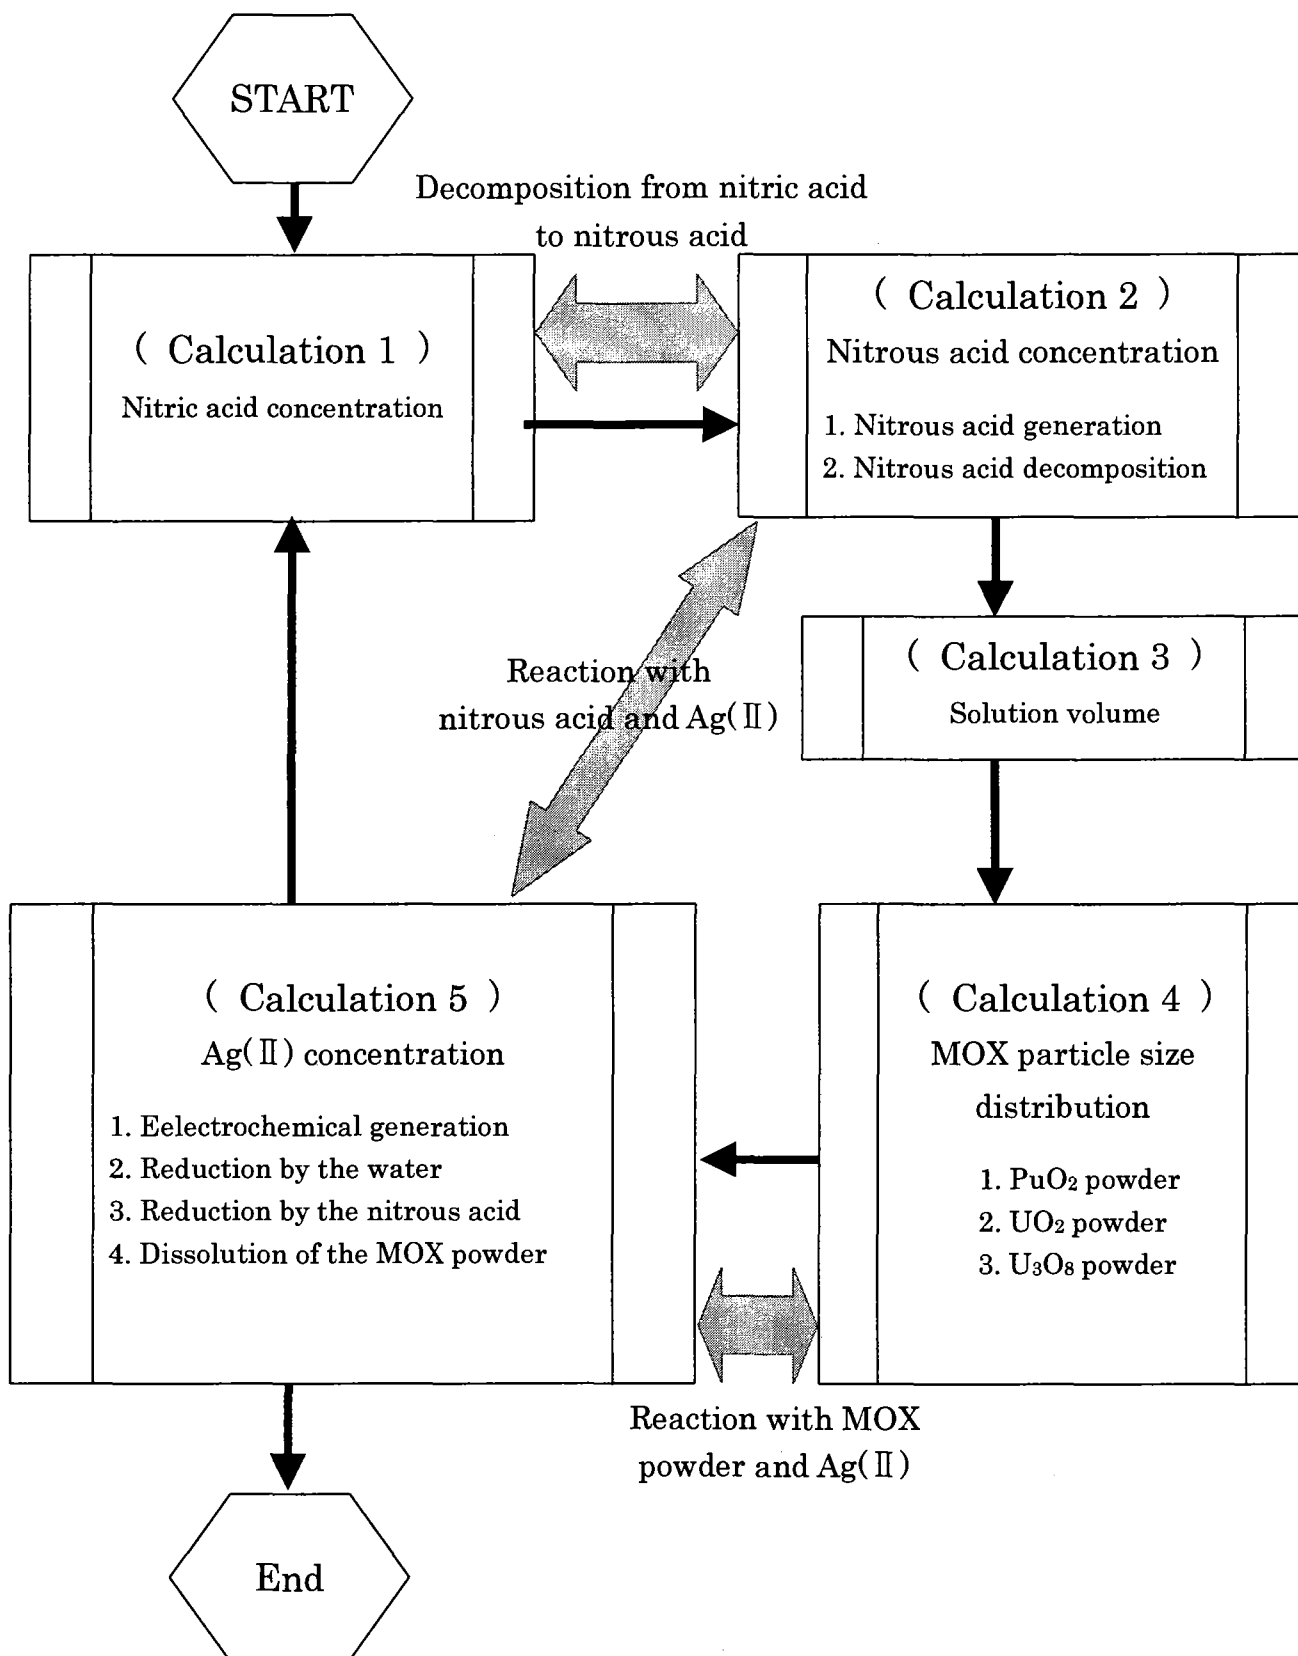 START
Decomposition from nitric acid
to nitrous acid
( Calculation 1 )
Nitric acid concentration
( Calculation 2 )
Nitrous acid concentration
1. Nitrous acid generation
2. Nitrous acid decomposition
Reaction with
nitrous acid and Ag(Ⅱ)
( Calculation 3 )
Solution volume
( Calculation 5 )
Ag(Ⅱ) concentration
1. Eelectrochemical generation
2. Reduction by the water
3. Reduction by the nitrous acid
4. Dissolution of the MOX powder
( Calculation 4 )
MOX particle size
distribution
1. PuO₂ powder
2. UO₂ powder
3. U₃O₈ powder
Reaction with MOX
powder and Ag(Ⅱ)
End